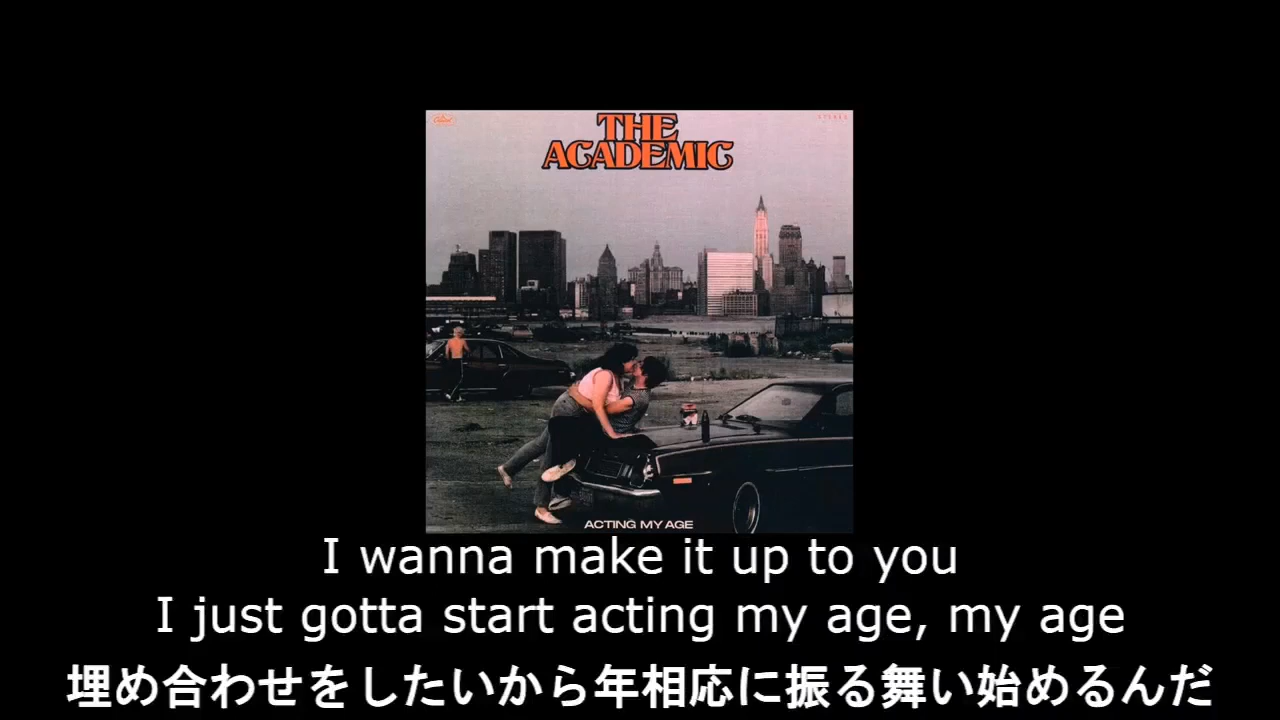 THE
ACADEMIC
ACTING MY AGE
I wanna make it up to you
I just gotta start acting my age, my age
埋め合わせをしたいから年相応に振る舞い始めるんだ